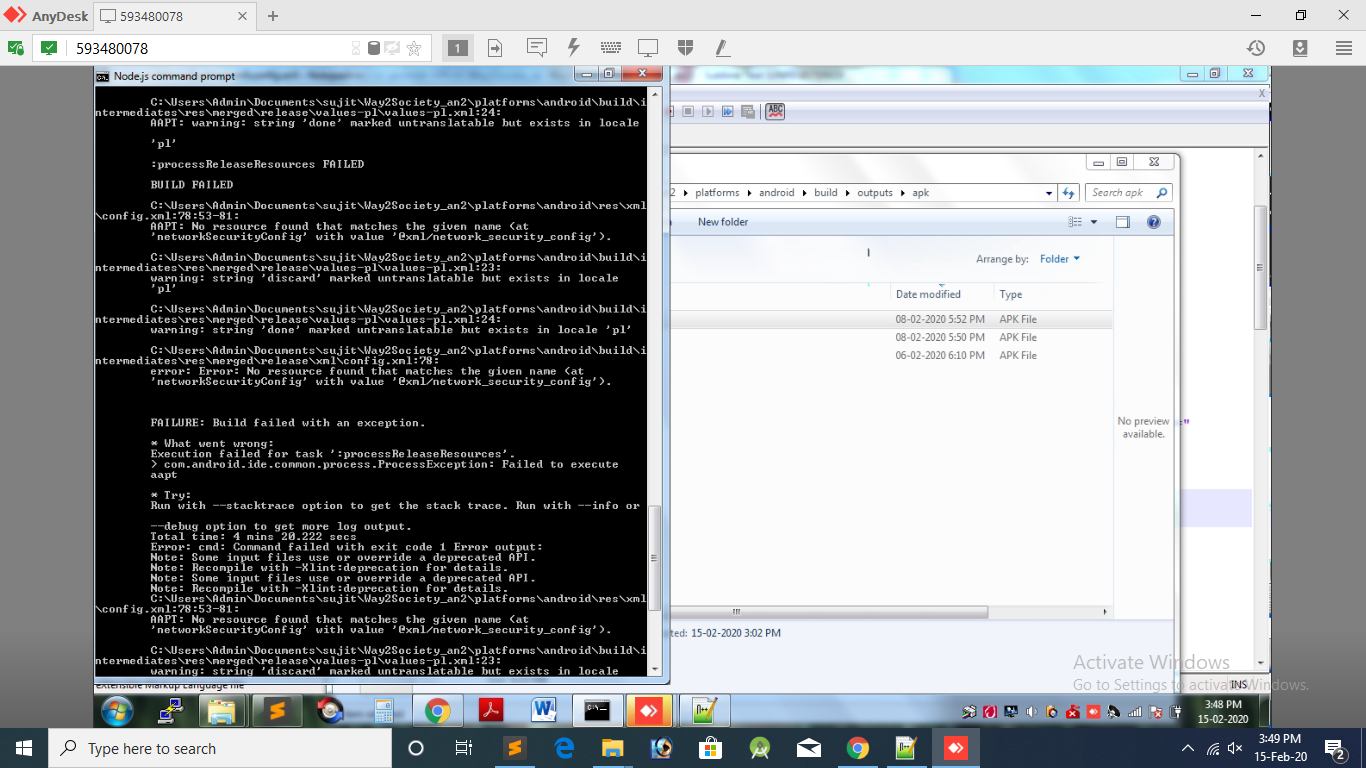 AnyDesk
593480078
593480078
1
Node.js command prompt
C:\Users\Admin\Documents\sujit\Way2Society_an2\platforms\android\build\i
ntermediates\res\merged\release\values-pl\values-pl.xml:24:
AAPT: warning: string 'done' marked untranslatable but exists in locale
'pl'
:processReleaseResources FAILED
BUILD FAILED
C:\Users\Admin\Documents\sujit\Way2Society_an2\platforms\android\res\xml
\config.xml:78:53-81:
AAPT: No resource found that matches the given name (at
'networkSecurityConfig' with value '@xml/network_security_config').
C:\Users\Admin\Documents\sujit\Way2Society_an2\platforms\android\build\i
ntermediates\res\merged\release\values-pl\values-pl.xml:23:
warning: string 'discard' marked untranslatable but exists in locale
'pl'
C:\Users\Admin\Documents\sujit\Way2Society_an2\platforms\android\build\i
ntermediates\res\merged\release\values-pl\values-pl.xml:24:
warning: string 'done' marked untranslatable but exists in locale 'pl'
C:\Users\Admin\Documents\sujit\Way2Society_an2\platforms\android\build\i
ntermediates\res\merged\release\xml\config.xml:78:
error: Error: No resource found that matches the given name (at
'networkSecurityConfig' with value '@xml/network_security_config').
FAILURE: Build failed with an exception.
* What went wrong:
Execution failed for task ':processReleaseResources'.
> com.android.ide.common.process.ProcessException: Failed to execute
aapt
* Try:
Run with --stacktrace option to get the stack trace. Run with --info or
--debug option to get more log output.
Total time: 4 mins 20.222 secs
Error: cmd: Command failed with exit code 1 Error output:
Note: Some input files use or override a deprecated API.
Note: Recompile with -Xlint:deprecation for details.
Note: Some input files use or override a deprecated API.
Note: Recompile with -Xlint:deprecation for details.
C:\Users\Admin\Documents\sujit\Way2Society_an2\platforms\android\res\xml
\config.xml:78:53-81:
AAPT: No resource found that matches the given name (at
'networkSecurityConfig' with value '@xml/network_security_config').
C:\Users\Admin\Documents\sujit\Way2Society_an2\platforms\android\build\i
ntermediates\res\merged\release\values-pl\values-pl.xml:23:
warning: string 'discard' marked untranslatable but exists in locale
ABC
2 platforms android build outputs apk
Search apk
New folder
Arrange by: Folder
Date modified Type
08-02-2020 5:52 PM APK File
08-02-2020 5:50 PM APK File
06-02-2020 6:10 PM APK File
No preview
available.
ted: 15-02-2020 3:02 PM
Extensible Markup Language file
INS
Activate Windows
Go to Settings to activate Windows.
3:48 PM
15-02-2020
Type here to search
3:49 PM
15-Feb-20
2